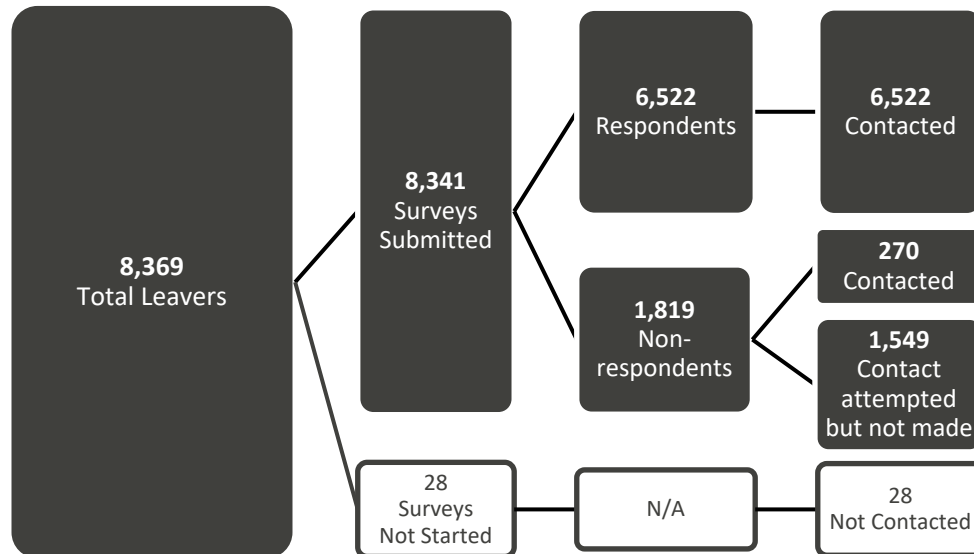 8,369
Total Leavers
8,341
Surveys
Submitted
28
Surveys
Not Started
6,522
Respondents
1,819
Non-
respondents
N/A
6,522
Contacted
270
Contacted
1,549
Contact
attempted
but not made
28
Not Contacted